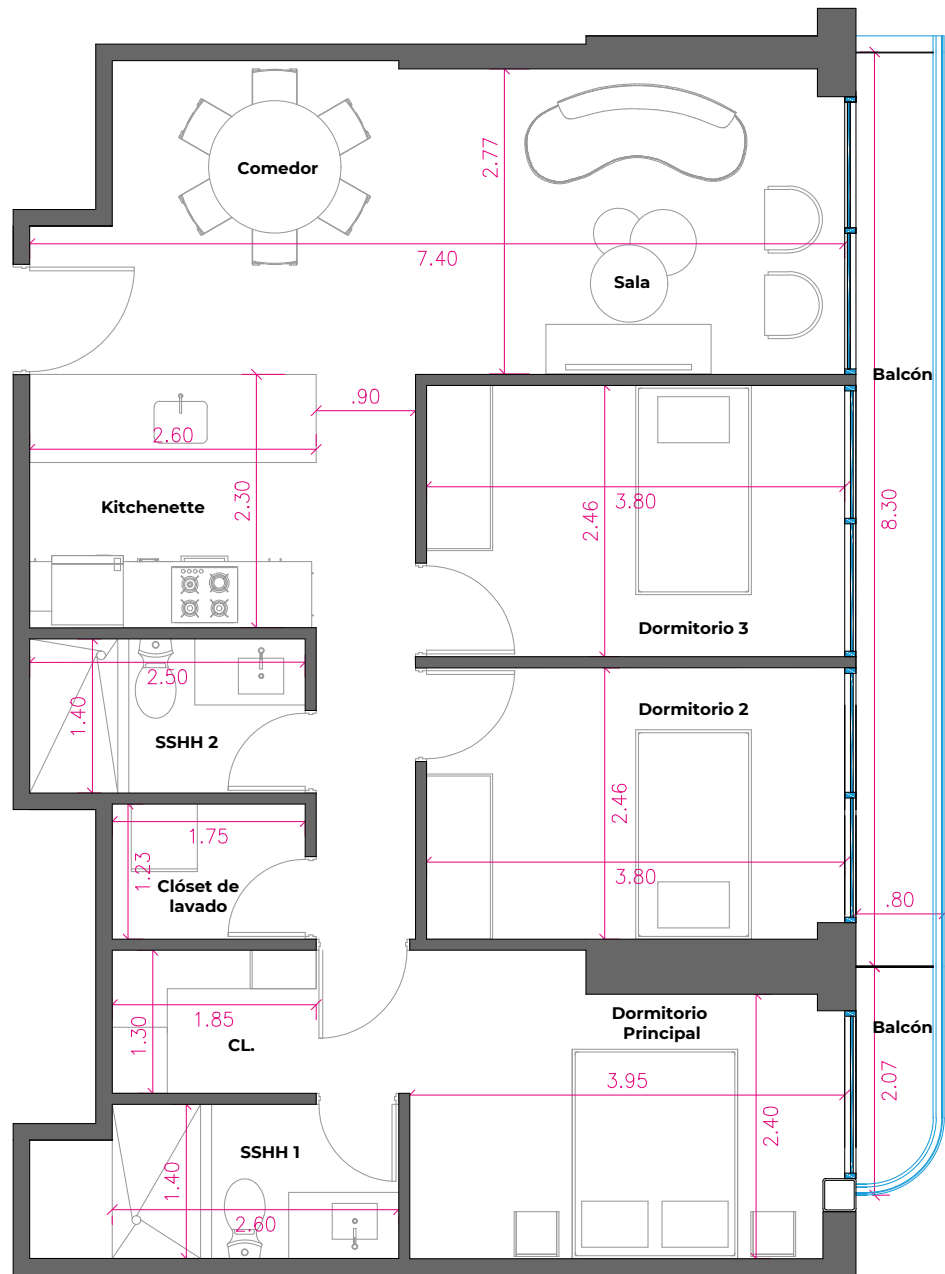 Comedor
2.77
7.40
Sala
Balcón
.90
2.60
2.30
Kitchenette
2.46
3.80
8.30
Dormitorio 3
2.50
1.40
SSHH 2
Dormitorio 2
2.46
3.80
1.75
1.23
Clóset de
lavado
.80
1.85
1.30
CL.
Dormitorio
Principal
Balcón
2.07
3.95
2.40
SSHH 1
1.40
2.60